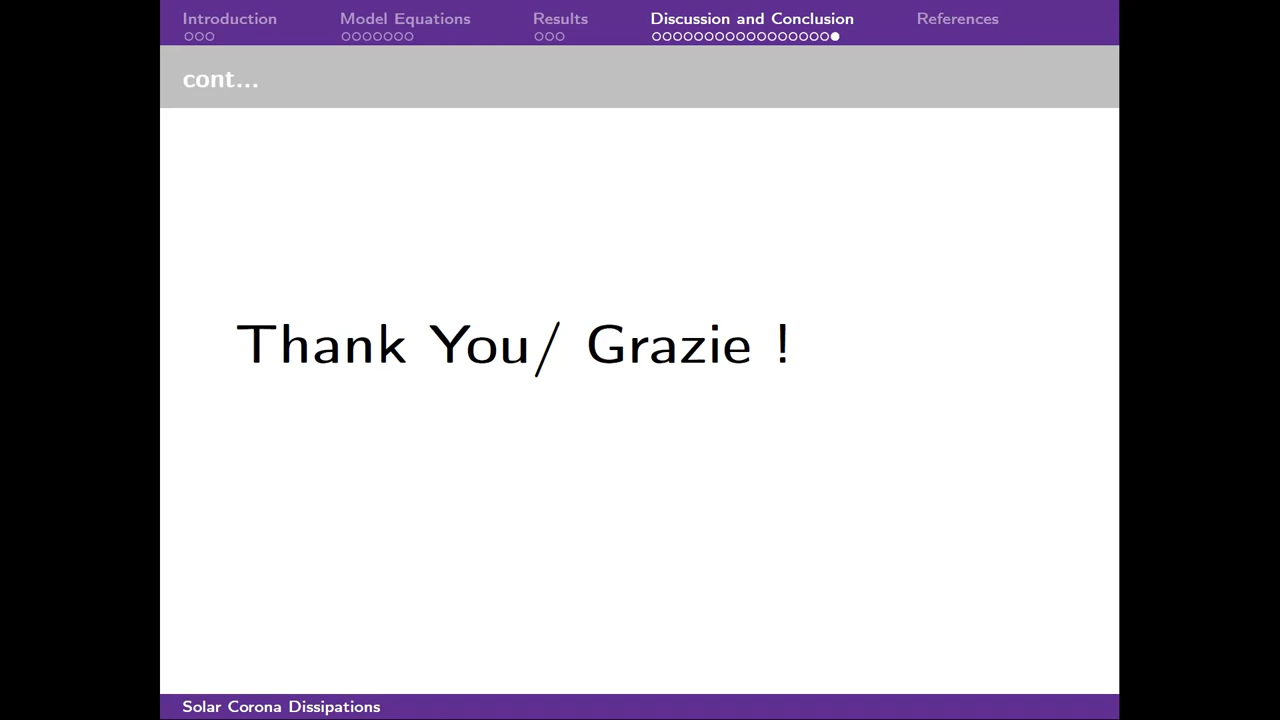 Introduction Model Equations Results Discussion and Conclusion References
cont...
Thank You/ Grazie !
Solar Corona Dissipations